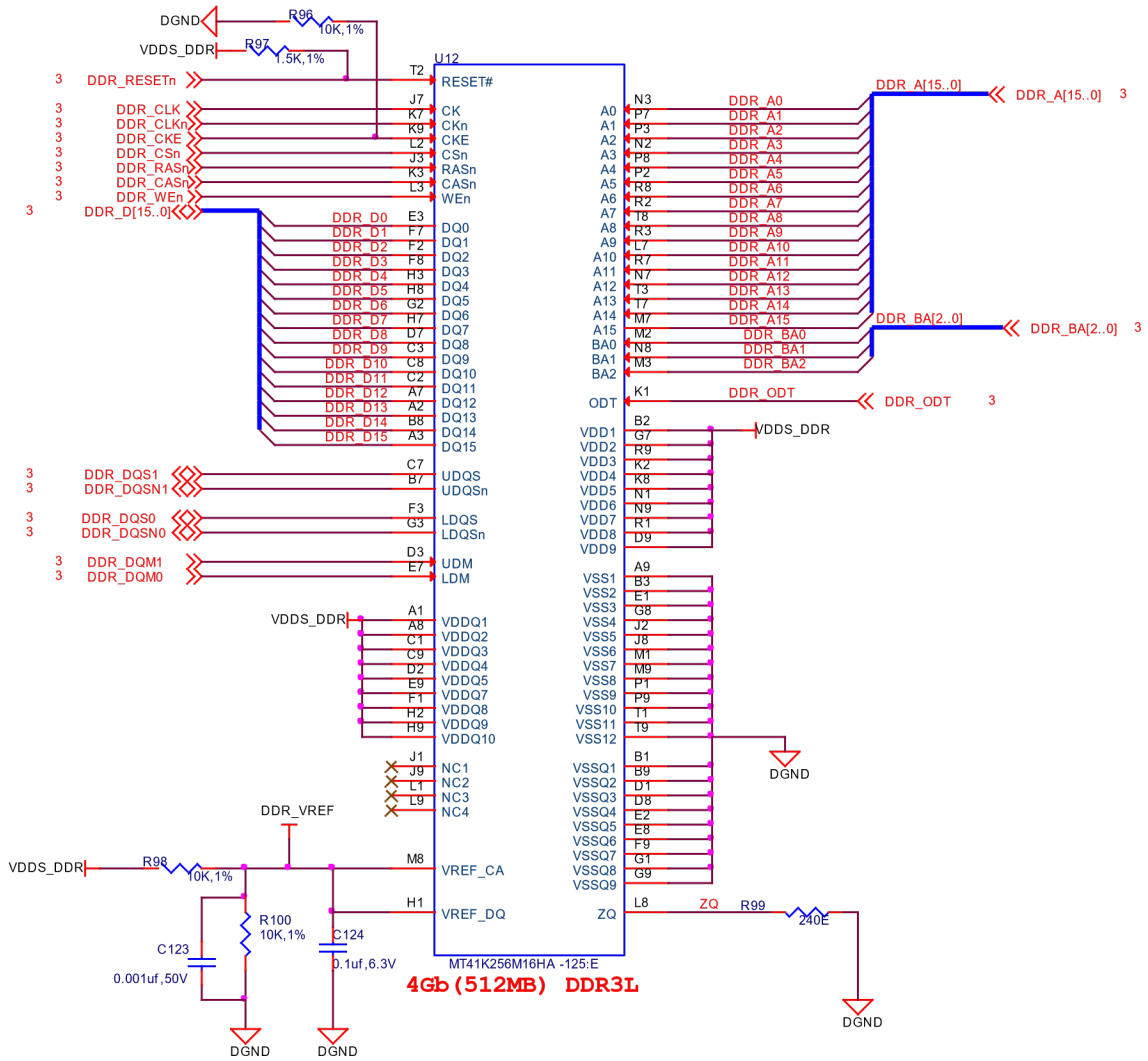 DGND
R96
10K,1%
VDDS_DDR
R97
1.5K,1%
U12
3 DDR_RESETn T2 RESET#
3 DDR_CLK J7 CK
3 DDR_CLKn K7 CKn
3 DDR_CKE K9 CKE
3 DDR_CSn L2 CSn
3 DDR_RASn J3 RASn
3 DDR_CASn K3 CASn
3 DDR_WEn L3 WEn
3 DDR_D[15..0]
DDR_D0 E3 DQ0
DDR_D1 F7 DQ1
DDR_D2 F2 DQ2
DDR_D3 F8 DQ3
DDR_D4 H3 DQ4
DDR_D5 H8 DQ5
DDR_D6 G2 DQ6
DDR_D7 H7 DQ7
DDR_D8 D7 DQ8
DDR_D9 C3 DQ9
DDR_D10 C8 DQ10
DDR_D11 C2 DQ11
DDR_D12 A7 DQ12
DDR_D13 A2 DQ13
DDR_D14 B8 DQ14
DDR_D15 A3 DQ15
3 DDR_DQS1 C7 UDQS
3 DDR_DQSN1 B7 UDQSn
3 DDR_DQS0 F3 LDQS
3 DDR_DQSN0 G3 LDQSn
3 DDR_DQM1 D3 UDM
3 DDR_DQM0 E7 LDM
VDDS_DDR
A1 VDDQ1
A8 VDDQ2
C1 VDDQ3
C9 VDDQ4
D2 VDDQ5
E9 VDDQ7
F1 VDDQ8
H2 VDDQ9
H9 VDDQ10
J1 NC1
J9 NC2
L1 NC3
L9 NC4
DDR_VREF
VDDS_DDR
R98
10K,1%
M8 VREF_CA
H1 VREF_DQ
R100
10K,1%
C123
0.001uf,50V
C124
0.1uf,6.3V
DGND
DGND
A0 N3 DDR_A0
A1 P7 DDR_A1
A2 P3 DDR_A2
A3 N2 DDR_A3
A4 P8 DDR_A4
A5 P2 DDR_A5
A6 R8 DDR_A6
A7 R2 DDR_A7
A8 T8 DDR_A8
A9 R3 DDR_A9
A10 L7 DDR_A10
A11 R7 DDR_A11
A12 N7 DDR_A12
A13 T3 DDR_A13
A14 T7 DDR_A14
A15 M7 DDR_A15
DDR_A[15..0]
DDR_A[15..0] 3
BA0 M2 DDR_BA0
BA1 N8 DDR_BA1
BA2 M3 DDR_BA2
DDR_BA[2..0]
DDR_BA[2..0] 3
ODT K1 DDR_ODT
DDR_ODT 3
VDD1 B2
VDDS_DDR
VDD2 G7
VDD3 R9
VDD4 K2
VDD5 K8
VDD6 N1
VDD7 N9
VDD8 R1
VDD9 D9
VSS1 A9
VSS2 B3
VSS3 E1
VSS4 G8
VSS5 J2
VSS6 J8
VSS7 M1
VSS8 M9
VSS9 P1
VSS10 P9
VSS11 T1
VSS12 T9
DGND
VSSQ1 B1
VSSQ2 B9
VSSQ3 D1
VSSQ4 D8
VSSQ5 E2
VSSQ6 E8
VSSQ7 F9
VSSQ8 G1
VSSQ9 G9
ZQ L8 ZQ R99
240E
DGND
MT41K256M16HA -125:E
4Gb(512MB) DDR3L